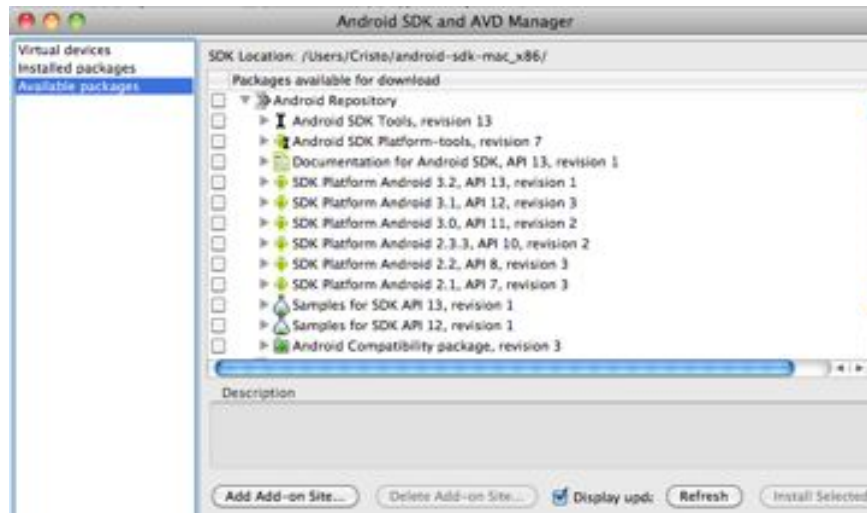 Android SDK and AVD Manager
Virtual devices
Installed packages
Available packages
SDK Location: /Users/Cristo/android-sdk-mac_x86/
Packages available for download
Android Repository
Android SDK Tools, revision 13
Android SDK Platform-tools, revision 7
Documentation for Android SDK, API 13, revision 1
SDK Platform Android 3.2, API 13, revision 1
SDK Platform Android 3.1, API 12, revision 3
SDK Platform Android 3.0, API 11, revision 2
SDK Platform Android 2.3.3, API 10, revision 2
SDK Platform Android 2.2, API 8, revision 3
SDK Platform Android 2.1, API 7, revision 3
Samples for SDK API 13, revision 1
Samples for SDK API 12, revision 1
Android Compatibility package, revision 3
Description
Add Add-on Site... Delete Add-on Site... Display upd: Refresh Install Selected